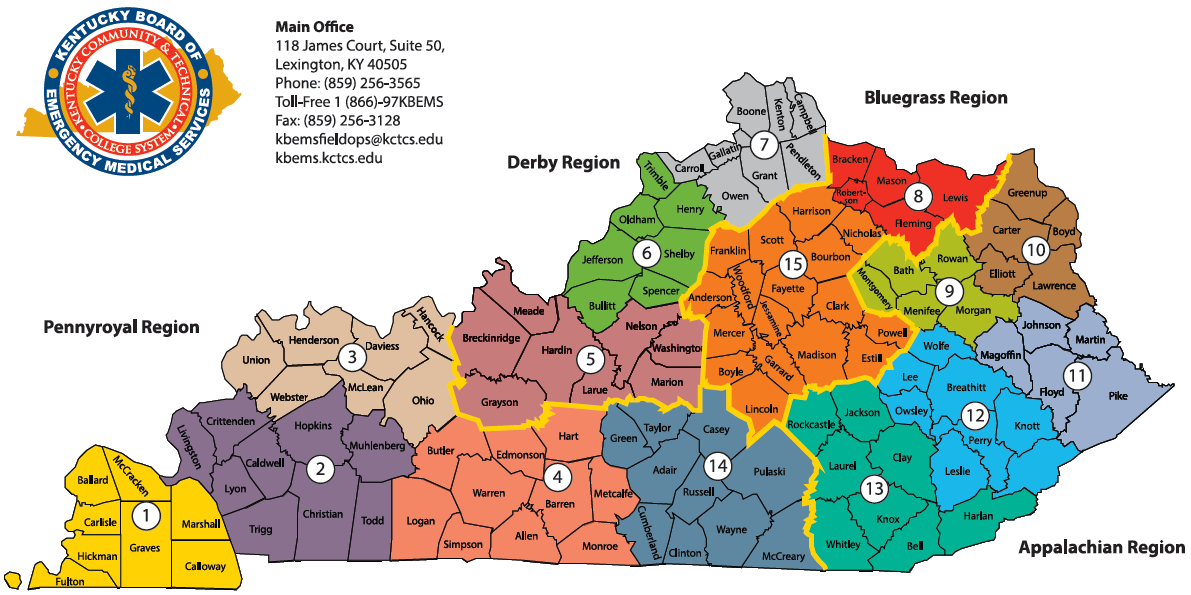 KENTUCKY BOARD OF
EMERGENCY MEDICAL SERVICES
KENTUCKY COMMUNITY & TECHNICAL
COLLEGE SYSTEM
Main Office
118 James Court, Suite 50,
Lexington, KY 40505
Phone: (859) 256-3565
Toll-Free 1 (866)-97KBEMS
Fax: (859) 256-3128
kbemsfieldops@kctcs.edu
kbems.kctcs.edu
Bluegrass Region
Derby Region
Pennyroyal Region
Appalachian Region
1
Ballard
McCracken
Carlisle
Marshall
Graves
Hickman
Calloway
Fulton
2
Crittenden
Livingston
Hopkins
Muhlenberg
Caldwell
Lyon
Christian
Trigg
Todd
3
Hancock
Henderson
Daviess
Union
McLean
Webster
Ohio
4
Butler
Hart
Edmonson
Warren
Metcalfe
Barren
Logan
Allen
Simpson
Monroe
5
Meade
Breckinridge
Nelson
Hardin
Washington
Marion
Larue
Grayson
6
Trimble
Henry
Oldham
Shelby
Jefferson
Spencer
Bullitt
7
Boone
Kenton
Campbell
Gallatin
Carroll
Grant
Pendleton
Owen
8
Bracken
Mason
Robert-
son
Lewis
Fleming
9
Rowan
Bath
Montgomery
Menifee
Morgan
10
Greenup
Carter
Boyd
Elliott
Lawrence
11
Johnson
Martin
Magoffin
Floyd
Pike
12
Wolfe
Lee
Breathitt
Owsley
Knott
Perry
Leslie
13
Rockcastle
Jackson
Laurel
Clay
Knox
Harlan
Whitley
Bell
14
Taylor
Casey
Green
Adair
Pulaski
Russell
Cumberland
Wayne
Clinton
McCreary
15
Harrison
Nicholas
Scott
Franklin
Bourbon
Woodford
Fayette
Anderson
Clark
Jessamine
Mercer
Powell
Madison
Estill
Garrard
Boyle
Lincoln